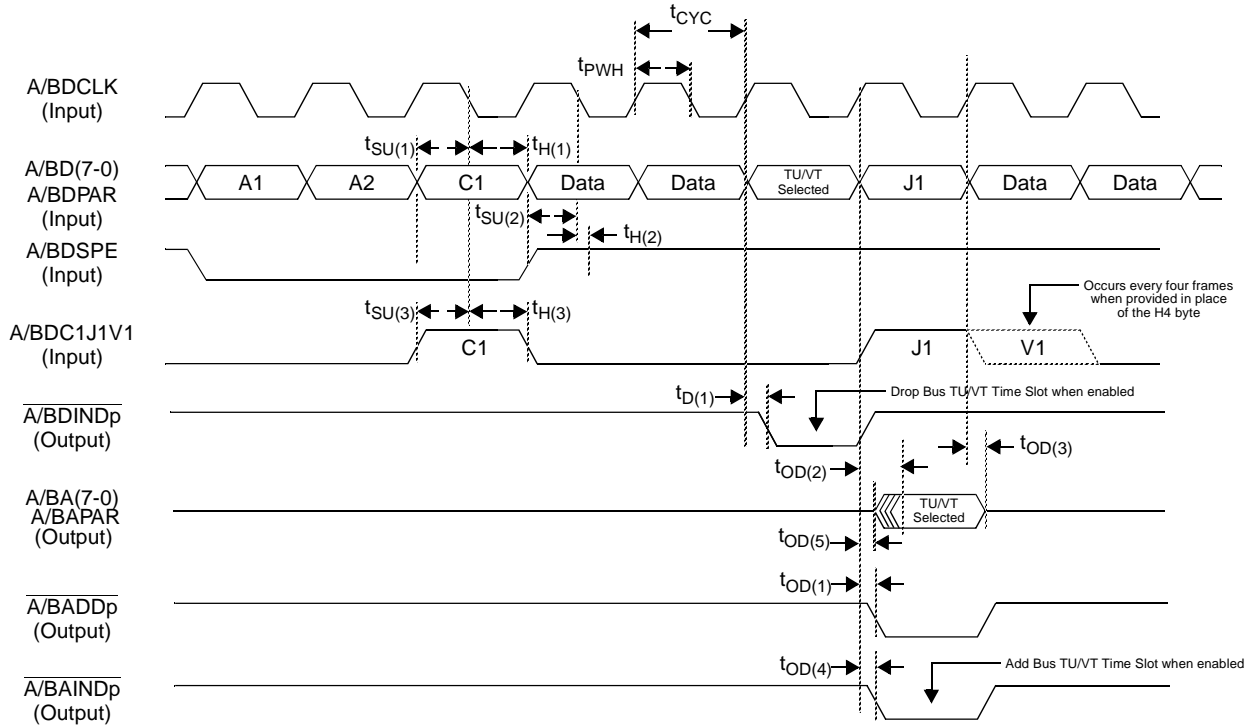 tCYC
tPWH
A/BDCLK
(Input)
tSU(1)
tH(1)
A/BD(7-0)
A/BDPAR
(Input)
A1
A2
C1
Data
Data
TU/VT
Selected
J1
Data
Data
tSU(2)
tH(2)
A/BDSPE
(Input)
Occurs every four frames
when provided in place
of the H4 byte
tSU(3)
tH(3)
A/BDC1J1V1
(Input)
C1
J1
V1
tD(1)
Drop Bus TU/VT Time Slot when enabled
A/BDINDp
(Output)
tOD(2)
tOD(3)
A/BA(7-0)
A/BAPAR
(Output)
TU/VT
Selected
tOD(5)
tOD(1)
A/BADDp
(Output)
tOD(4)
Add Bus TU/VT Time Slot when enabled
A/BAINDp
(Output)